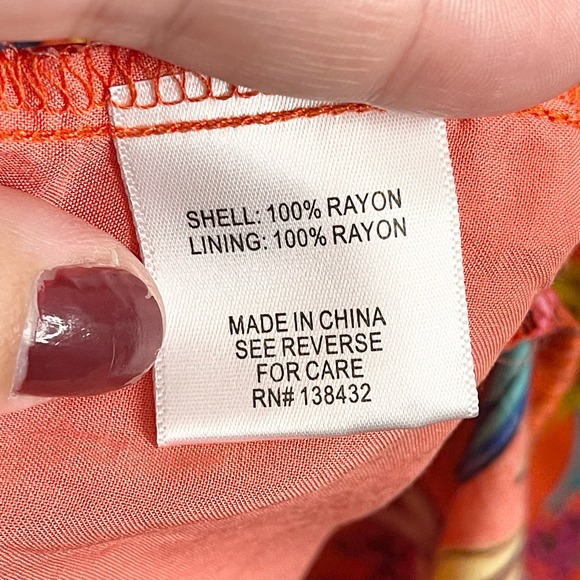 SHELL: 100% RAYON
LINING: 100% RAYON
MADE IN CHINA
SEE REVERSE
FOR CARE
RN# 138432